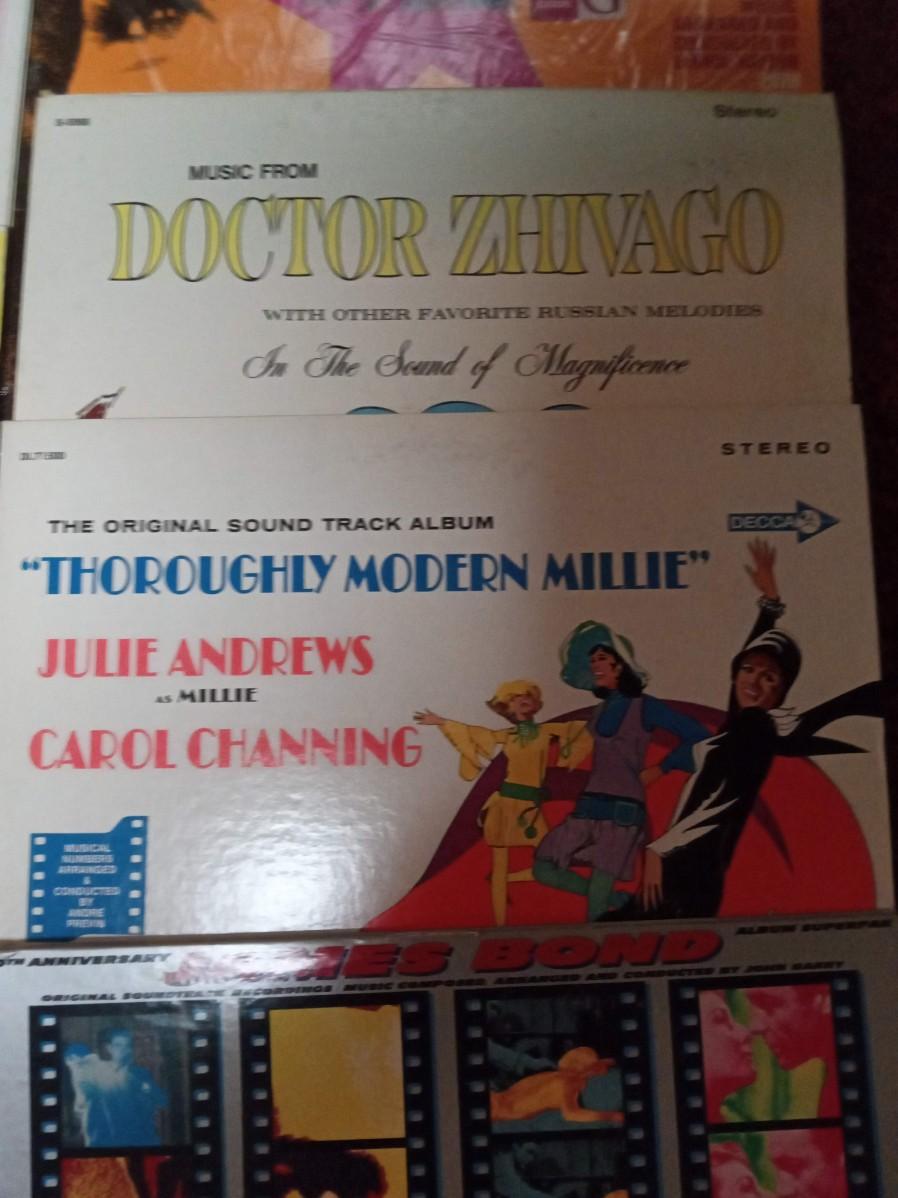 Stereo
MUSIC FROM
DOCTOR ZHIVAGO
WITH OTHER FAVORITE RUSSIAN MELODIES
In The Sound of Magnificence
STEREO
THE ORIGINAL SOUND TRACK ALBUM
DECCA
"THOROUGHLY MODERN MILLIE"
JULIE ANDREWS
AS MILLIE
CAROL CHANNING
MUSICAL
NUMBERS
ARRANGED
&
CONDUCTED
BY
ANDRÉ
PREVIN
ANNIVERSARY
BOND
ALBUM
ORIGINAL SOUNDTRACK RECORDINGS MUSIC COMPOSED, ARRANGED AND CONDUCTED BY JOHN BARRY